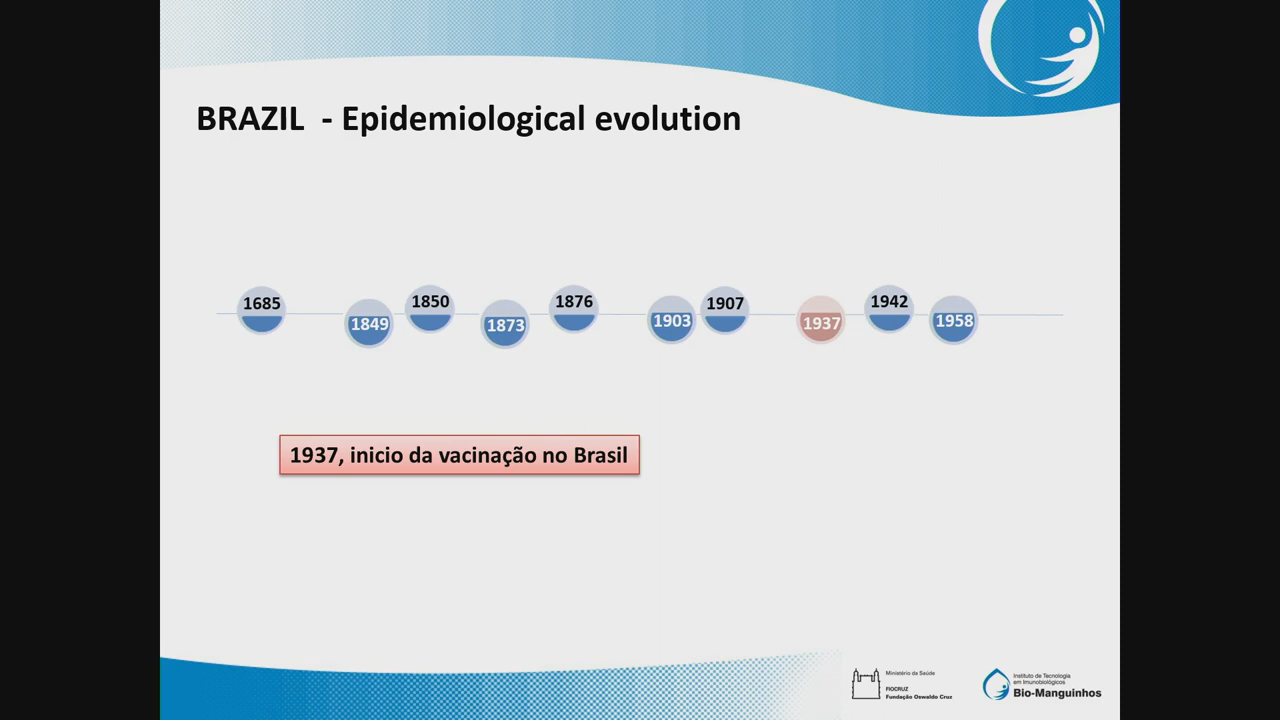 BRAZIL - Epidemiological evolution
1685
1849
1850
1873
1876
1903
1907
1937
1942
1958
1937, inicio da vacinação no Brasil
Ministério da Saúde
FIOCRUZ
Fundação Oswaldo Cruz
Instituto de Tecnologia
em Imunobiológicos
Bio-Manguinhos